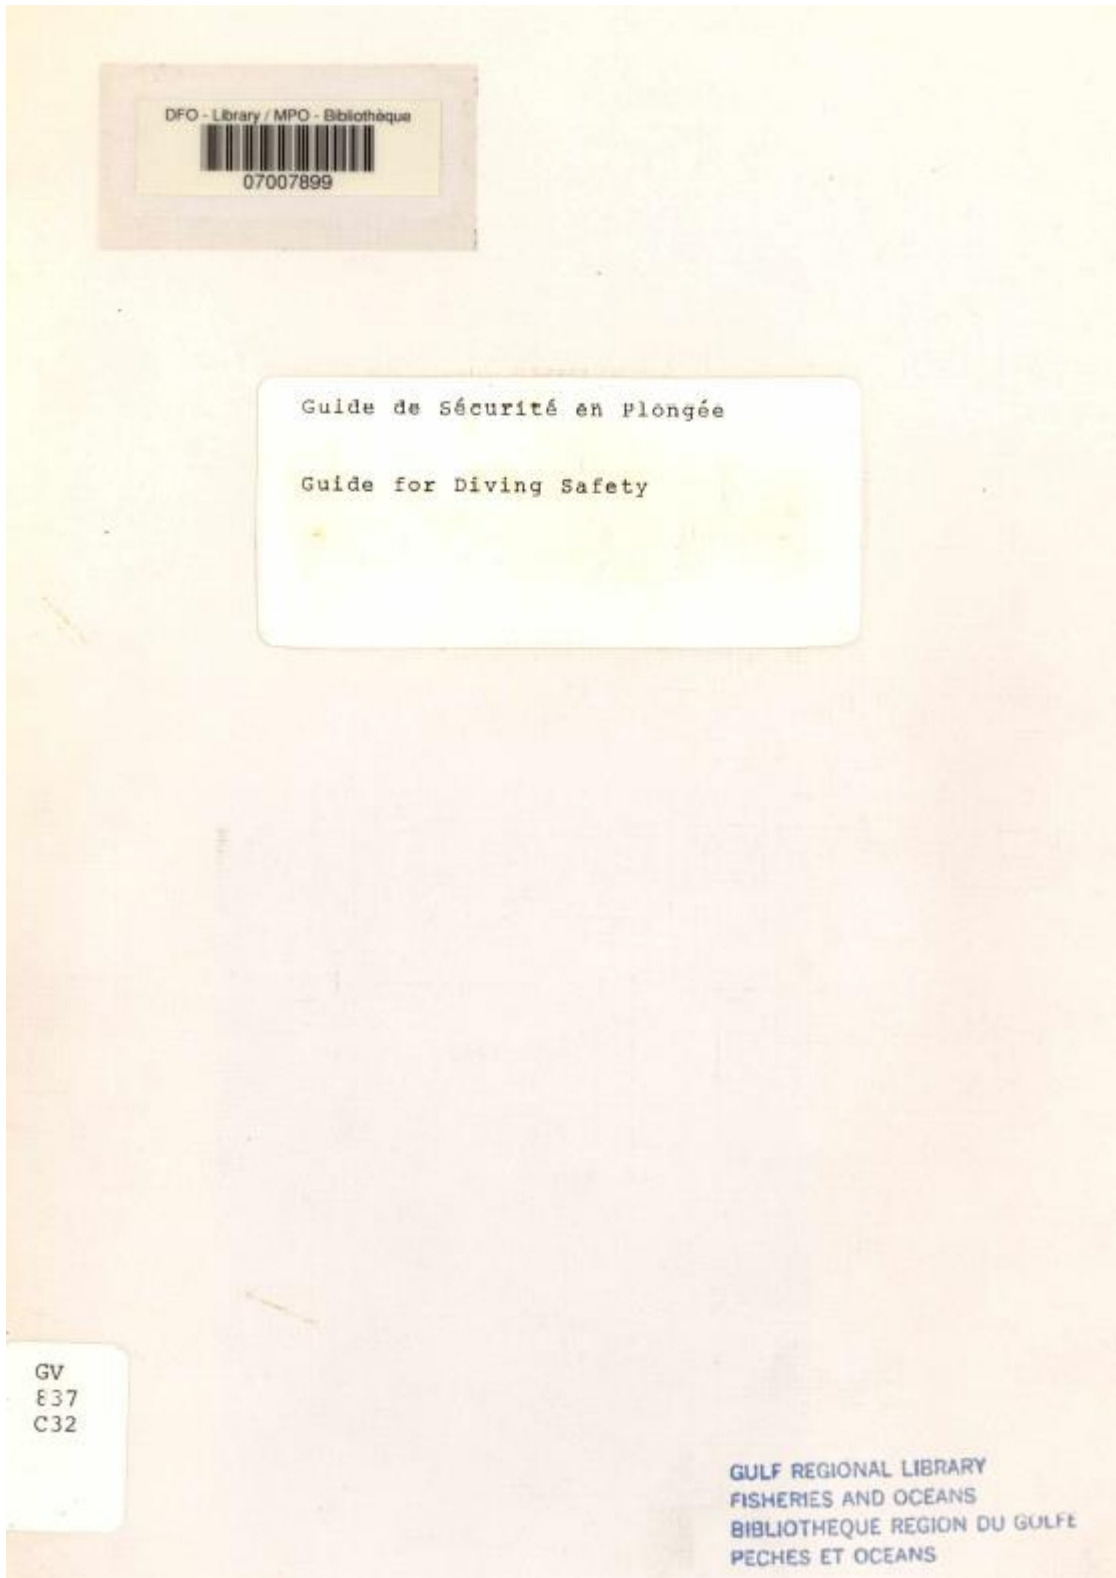 DFO - Library / MPO - Bibliothèque
07007899
Guide de Sécurité en Plongée
Guide for Diving Safety
GV
837
C32
GULF REGIONAL LIBRARY
FISHERIES AND OCEANS
BIBLIOTHEQUE REGION DU GOLFE
PECHES ET OCEANS